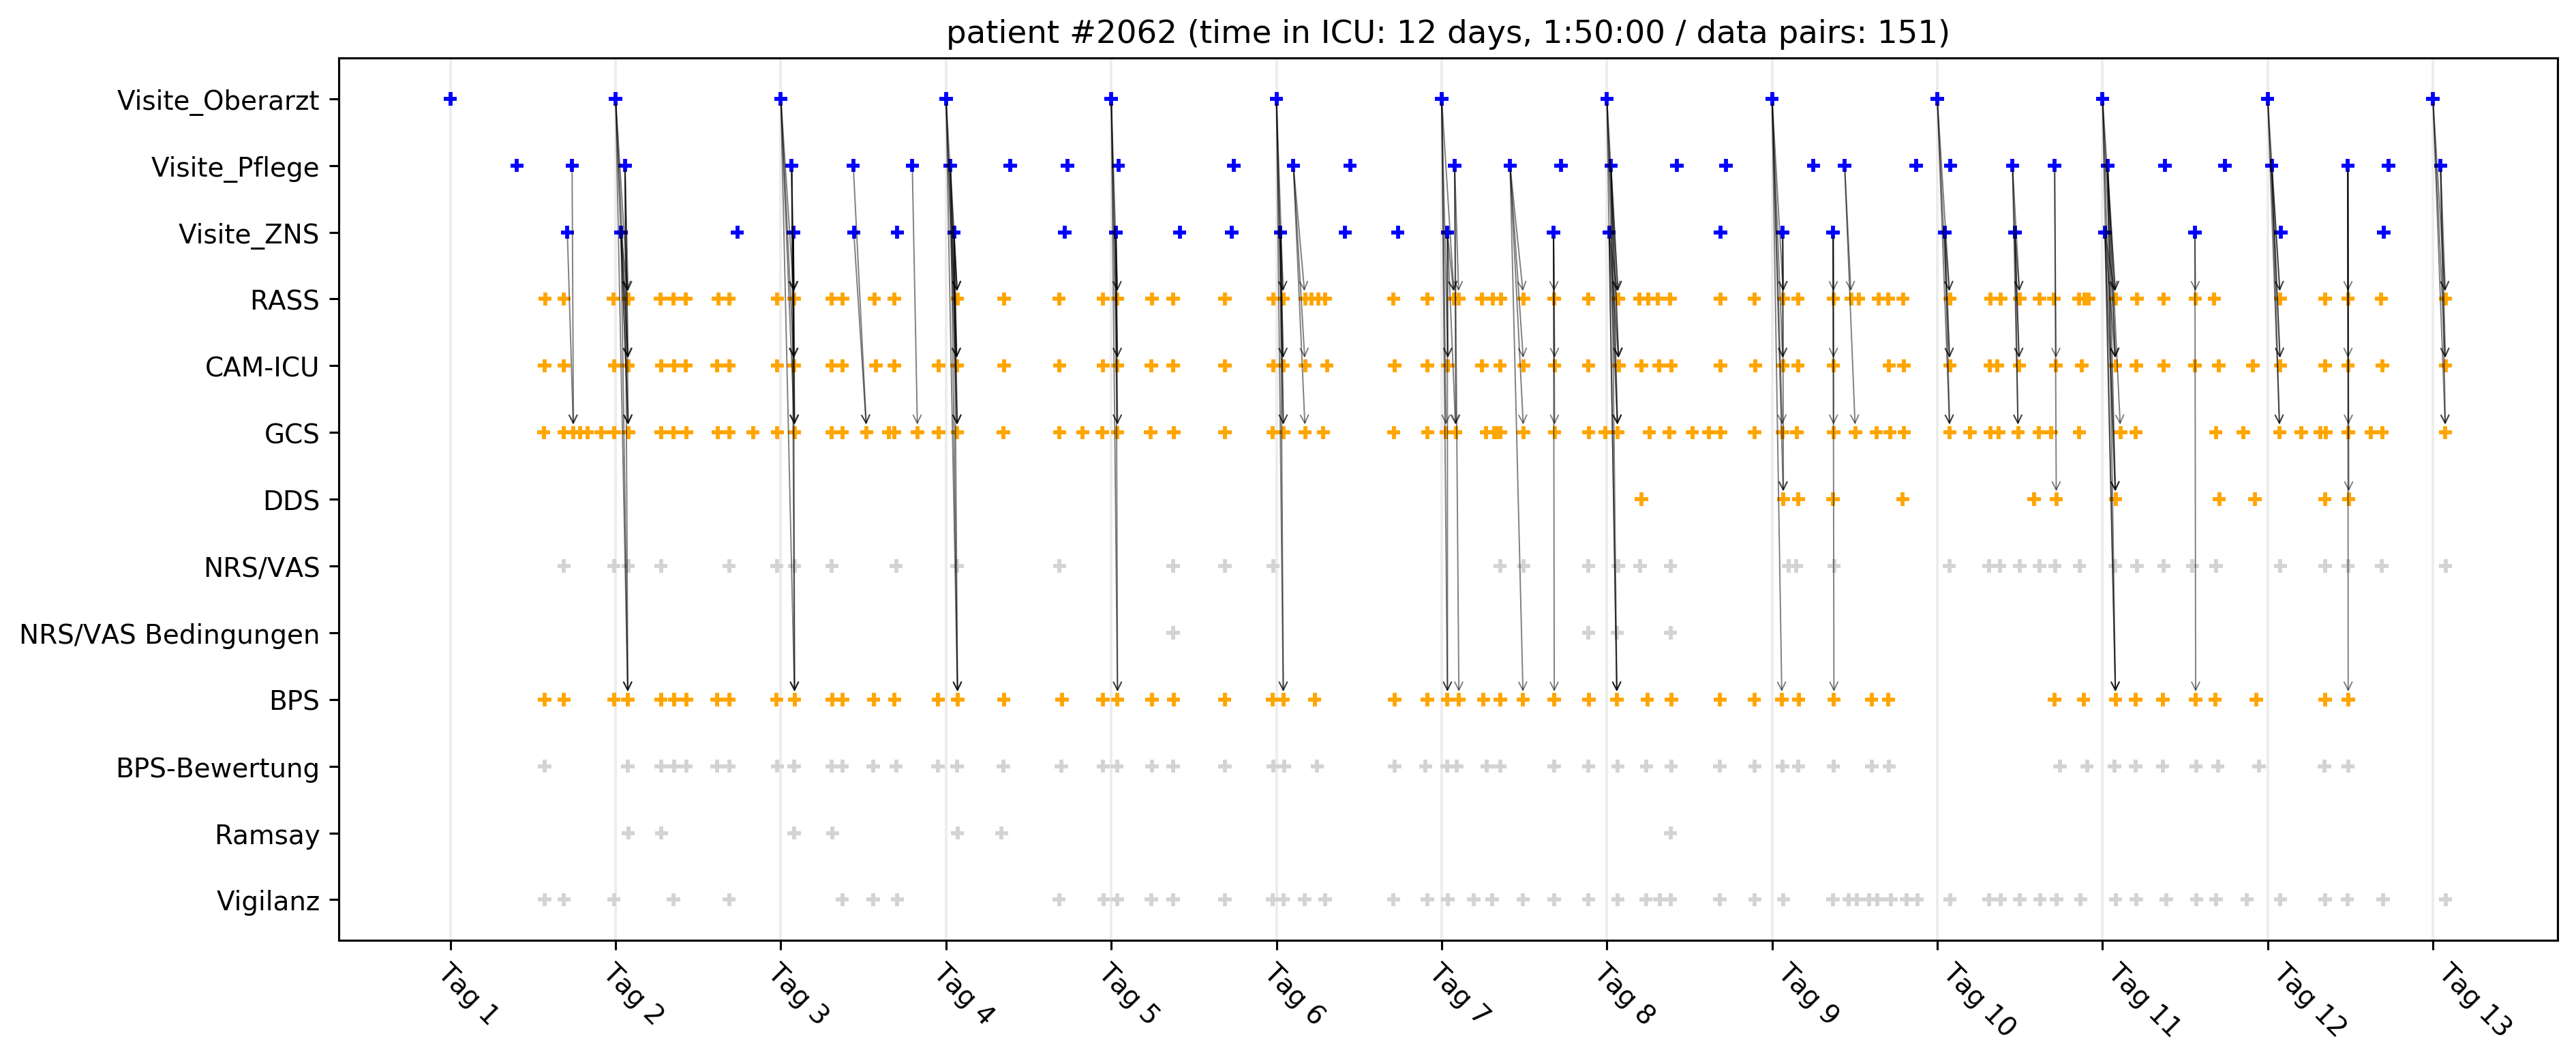 patient #2062 (time in ICU: 12 days, 1:50:00 / data pairs: 151)
Visite_Oberarzt
Visite_Pflege
Visite_ZNS
RASS
CAM-ICU
GCS
DDS
NRS/VAS
NRS/VAS Bedingungen
BPS
BPS-Bewertung
Ramsay
Vigilanz
Tag 1
Tag 2
Tag 3
Tag 4
Tag 5
Tag 6
Tag 7
Tag 8
Tag 9
Tag 10
Tag 11
Tag 12
Tag 13